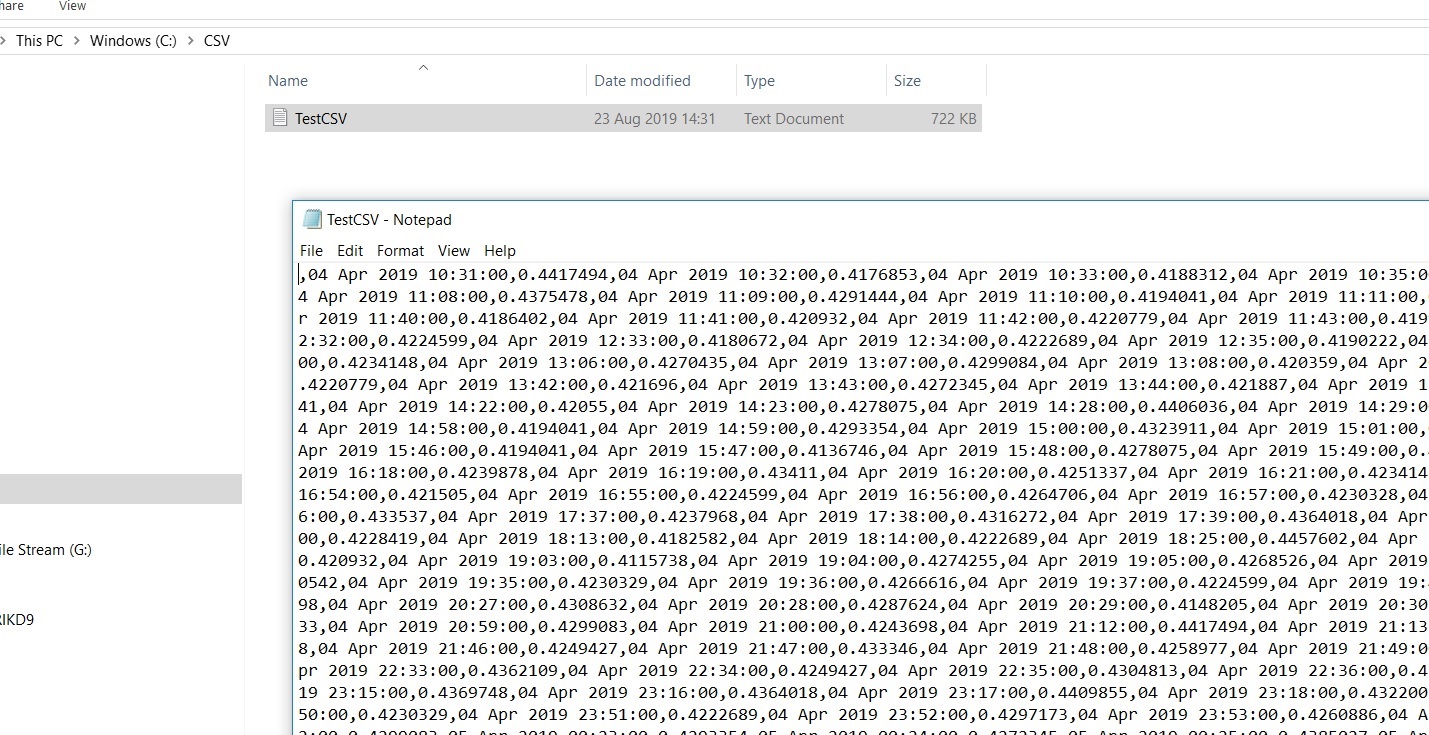 hare View
This PC > Windows (C:) > CSV
Name Date modified Type Size
TestCSV 23 Aug 2019 14:31 Text Document 722 KB
TestCSV - Notepad
File Edit Format View Help
,04 Apr 2019 10:31:00,0.4417494,04 Apr 2019 10:32:00,0.4176853,04 Apr 2019 10:33:00,0.4188312,04 Apr 2019 10:35:0
4 Apr 2019 11:08:00,0.4375478,04 Apr 2019 11:09:00,0.4291444,04 Apr 2019 11:10:00,0.4194041,04 Apr 2019 11:11:00,
r 2019 11:40:00,0.4186402,04 Apr 2019 11:41:00,0.420932,04 Apr 2019 11:42:00,0.4220779,04 Apr 2019 11:43:00,0.419
2:32:00,0.4224599,04 Apr 2019 12:33:00,0.4180672,04 Apr 2019 12:34:00,0.4222689,04 Apr 2019 12:35:00,0.4190222,04
00,0.4234148,04 Apr 2019 13:06:00,0.4270435,04 Apr 2019 13:07:00,0.4299084,04 Apr 2019 13:08:00,0.420359,04 Apr 2
.4220779,04 Apr 2019 13:42:00,0.421696,04 Apr 2019 13:43:00,0.4272345,04 Apr 2019 13:44:00,0.421887,04 Apr 2019 1
41,04 Apr 2019 14:22:00,0.42055,04 Apr 2019 14:23:00,0.4278075,04 Apr 2019 14:28:00,0.4406036,04 Apr 2019 14:29:0
4 Apr 2019 14:58:00,0.4194041,04 Apr 2019 14:59:00,0.4293354,04 Apr 2019 15:00:00,0.4323911,04 Apr 2019 15:01:00,
Apr 2019 15:46:00,0.4194041,04 Apr 2019 15:47:00,0.4136746,04 Apr 2019 15:48:00,0.4278075,04 Apr 2019 15:49:00,0.
2019 16:18:00,0.4239878,04 Apr 2019 16:19:00,0.43411,04 Apr 2019 16:20:00,0.4251337,04 Apr 2019 16:21:00,0.423414
16:54:00,0.421505,04 Apr 2019 16:55:00,0.4224599,04 Apr 2019 16:56:00,0.4264706,04 Apr 2019 16:57:00,0.4230328,04
6:00,0.433537,04 Apr 2019 17:37:00,0.4237968,04 Apr 2019 17:38:00,0.4316272,04 Apr 2019 17:39:00,0.4364018,04 Apr
00,0.4228419,04 Apr 2019 18:13:00,0.4182582,04 Apr 2019 18:14:00,0.4222689,04 Apr 2019 18:25:00,0.4457602,04 Apr
ile Stream (G:)
0.420932,04 Apr 2019 19:03:00,0.4115738,04 Apr 2019 19:04:00,0.4274255,04 Apr 2019 19:05:00,0.4268526,04 Apr 2019
0542,04 Apr 2019 19:35:00,0.4230329,04 Apr 2019 19:36:00,0.4266616,04 Apr 2019 19:37:00,0.4224599,04 Apr 2019 19:
98,04 Apr 2019 20:27:00,0.4308632,04 Apr 2019 20:28:00,0.4287624,04 Apr 2019 20:29:00,0.4148205,04 Apr 2019 20:30
RIKD9
33,04 Apr 2019 20:59:00,0.4299083,04 Apr 2019 21:00:00,0.4243698,04 Apr 2019 21:12:00,0.4417494,04 Apr 2019 21:13
8,04 Apr 2019 21:46:00,0.4249427,04 Apr 2019 21:47:00,0.433346,04 Apr 2019 21:48:00,0.4258977,04 Apr 2019 21:49:0
pr 2019 22:33:00,0.4362109,04 Apr 2019 22:34:00,0.4249427,04 Apr 2019 22:35:00,0.4304813,04 Apr 2019 22:36:00,0.4
19 23:15:00,0.4369748,04 Apr 2019 23:16:00,0.4364018,04 Apr 2019 23:17:00,0.4409855,04 Apr 2019 23:18:00,0.432200
50:00,0.4230329,04 Apr 2019 23:51:00,0.4222689,04 Apr 2019 23:52:00,0.4297173,04 Apr 2019 23:53:00,0.4260886,04 A